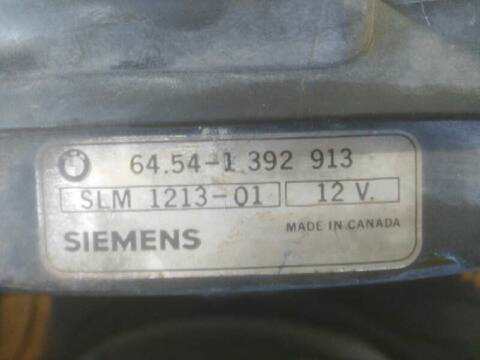 64.54-1 392 913
SLM 1213-01 12 V.
SIEMENS MADE IN CANADA